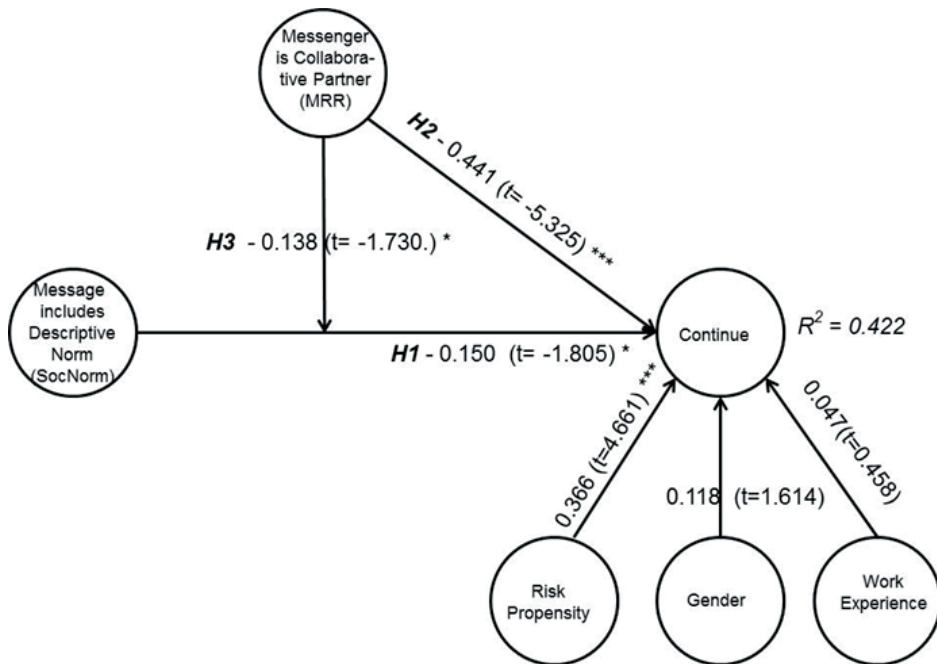 Messenger
is Collabora-
tive Partner
(MRR)
H2 - 0.441 (t= -5.325) ***
H3 - 0.138 (t= -1.730.) *
Message
includes
Descriptive
Norm
(SocNorm)
Continue
R² = 0.422
H1 - 0.150 (t= -1.805) *
0.366 (t=4.661) ***
0.118 (t=1.614)
0.047(t=0.458)
Risk
Propensity
Gender
Work
Experience